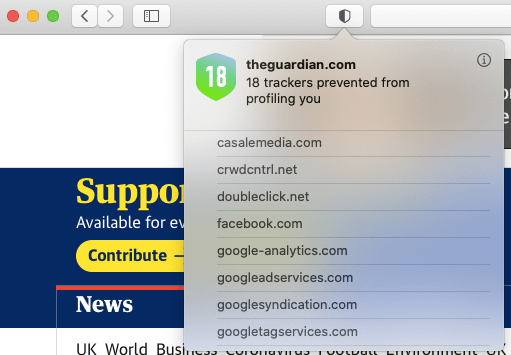 18
theguardian.com
18 trackers prevented from
profiling you
casalemedia.com
crwdcntrl.net
doubleclick.net
facebook.com
google-analytics.com
googleadservices.com
googlesyndication.com
googletagservices.com
Suppor
Available for ev
Contribute
News
UK World Business Coronavirus Football Environment UK